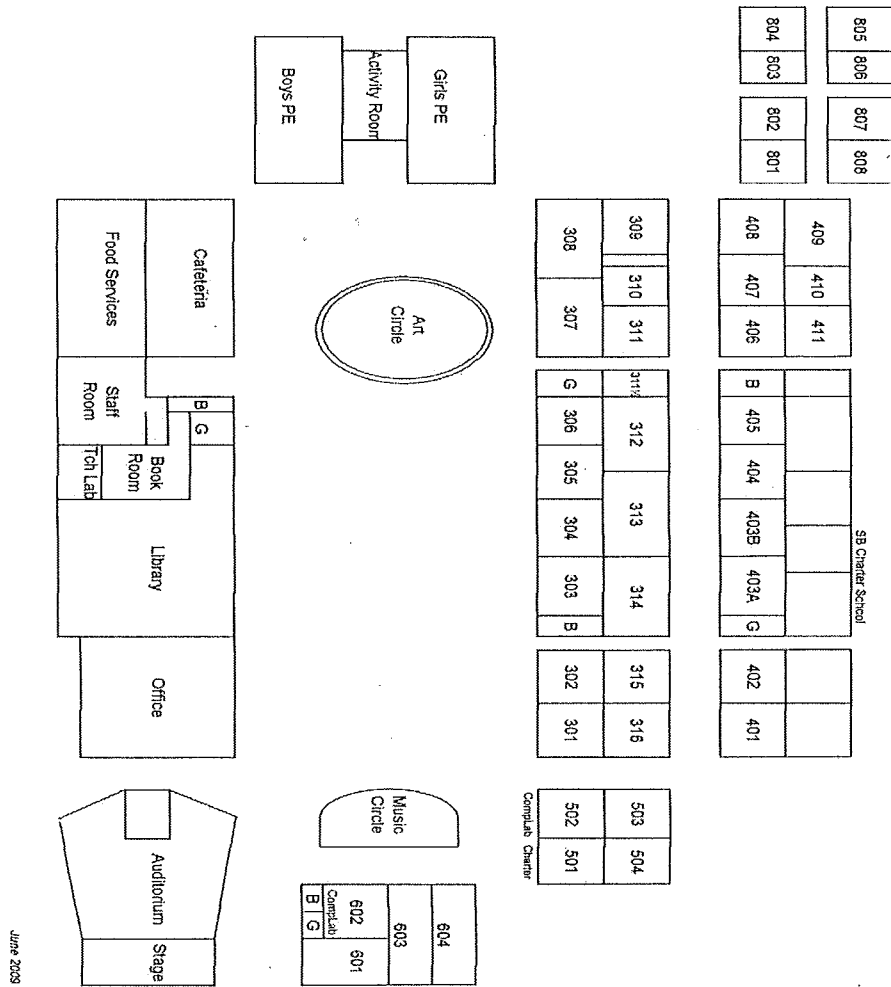 804
803
805
806
802
801
807
808
Boys PE
Activity Room
Girls PE
Food Services
Cafeteria
Art
Circle
308
307
309
310
311
408
407
406
409
410
411
Staff
Room
B
G
Book
Room
Tch Lab
Library
Office
G
306
305
304
303
B
311½
312
313
314
B
405
404
403B
403A
G
SB Charter School
302
301
315
316
402
401
Auditorium
Stage
Music
Circle
502
501
503
504
CompLab Charter
B
G
CompLab
602
601
603
604
June 2009